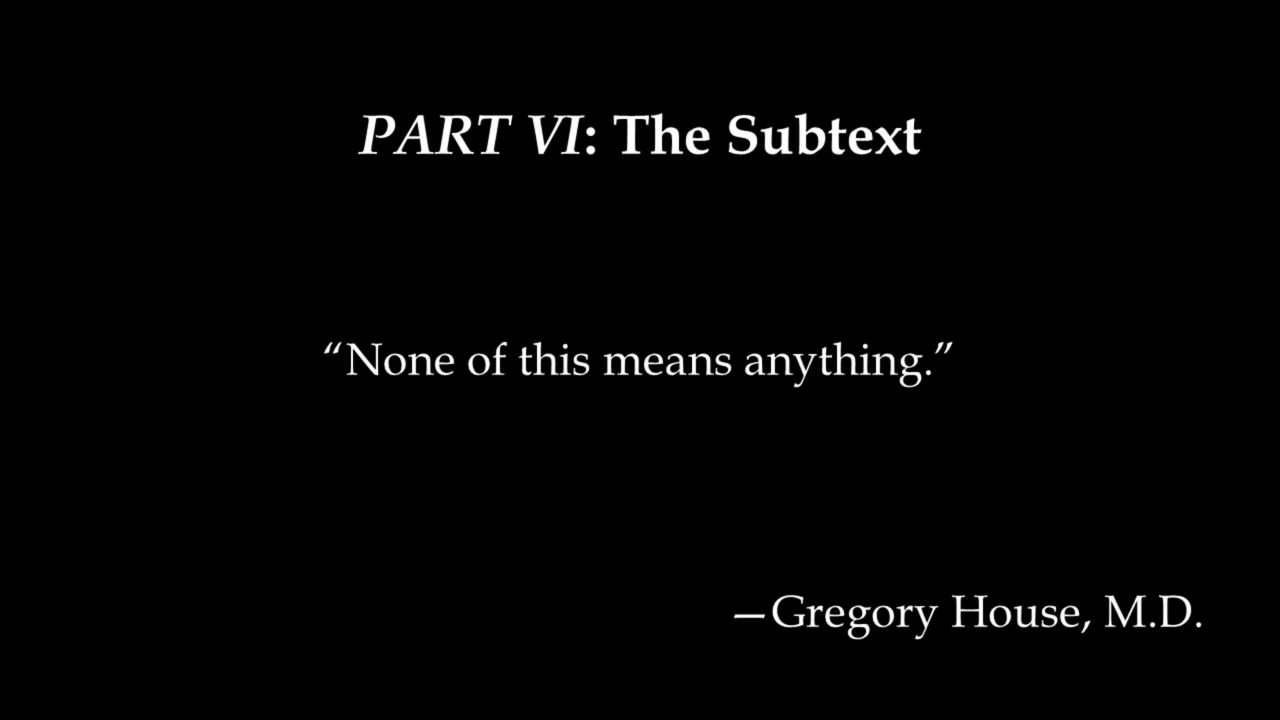 PART VI: The Subtext
“None of this means anything.”
—Gregory House, M.D.